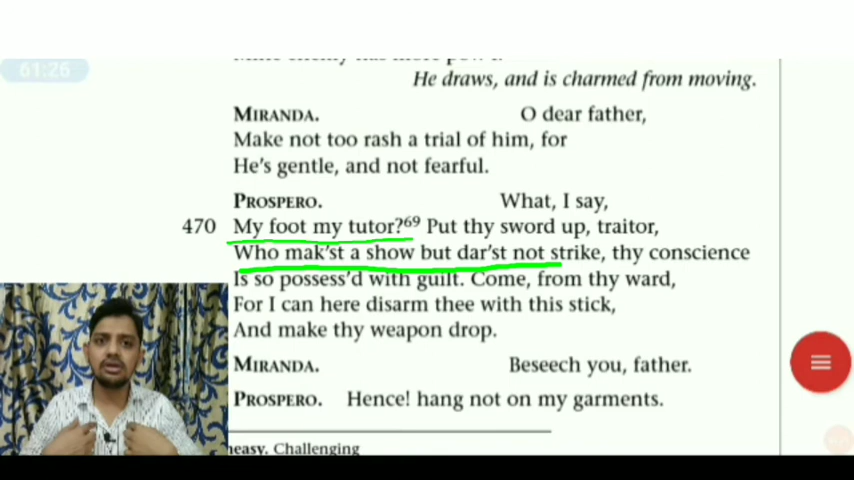 61:26
He draws, and is charmed from moving.
MIRANDA. O dear father,
Make not too rash a trial of him, for
He's gentle, and not fearful.
PROSPERO. What, I say,
470 My foot my tutor?69 Put thy sword up, traitor,
Who mak'st a show but dar'st not strike, thy conscience
Is so possess'd with guilt. Come, from thy ward,
For I can here disarm thee with this stick,
And make thy weapon drop.
MIRANDA. Beseech you, father.
PROSPERO. Hence! hang not on my garments.
easy. Challenging